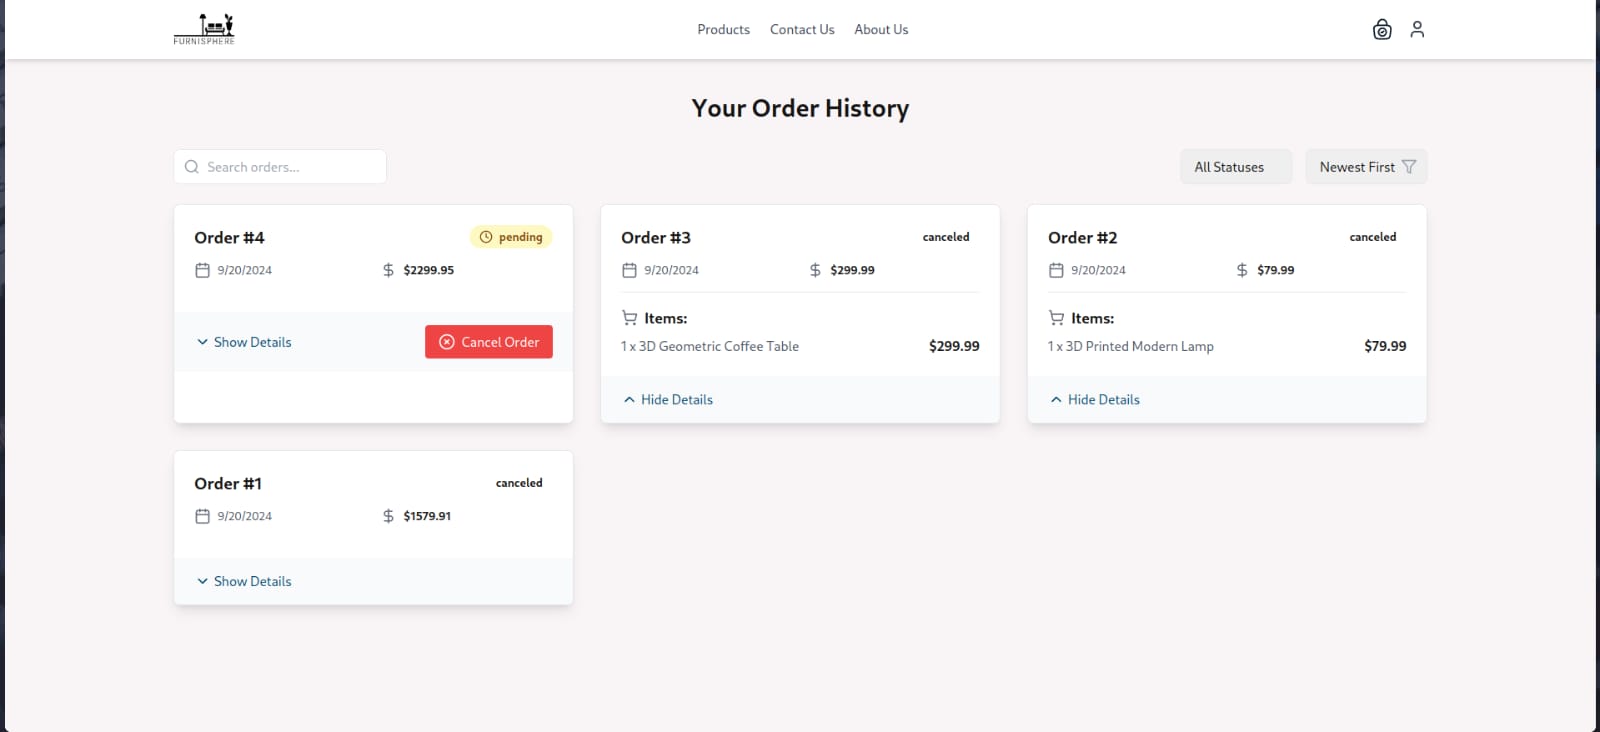 FURNISPHERE
Products Contact Us About Us
Your Order History
Search orders...
All Statuses
Newest First
Order #4
pending
9/20/2024
$2299.95
Show Details
Cancel Order
Order #3
canceled
9/20/2024
$299.99
Items:
1 x 3D Geometric Coffee Table $299.99
Hide Details
Order #2
canceled
9/20/2024
$79.99
Items:
1 x 3D Printed Modern Lamp $79.99
Hide Details
Order #1
canceled
9/20/2024
$1579.91
Show Details